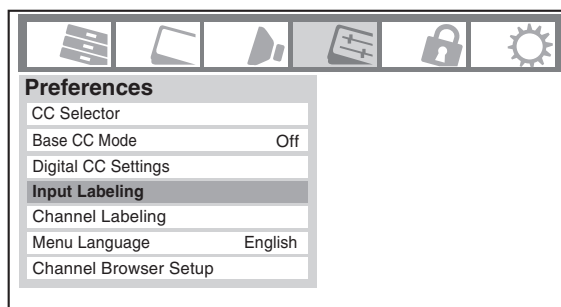 Preferences
CC Selector
Base CC Mode Off
Digital CC Settings
Input Labeling
Channel Labeling
Menu Language English
Channel Browser Setup